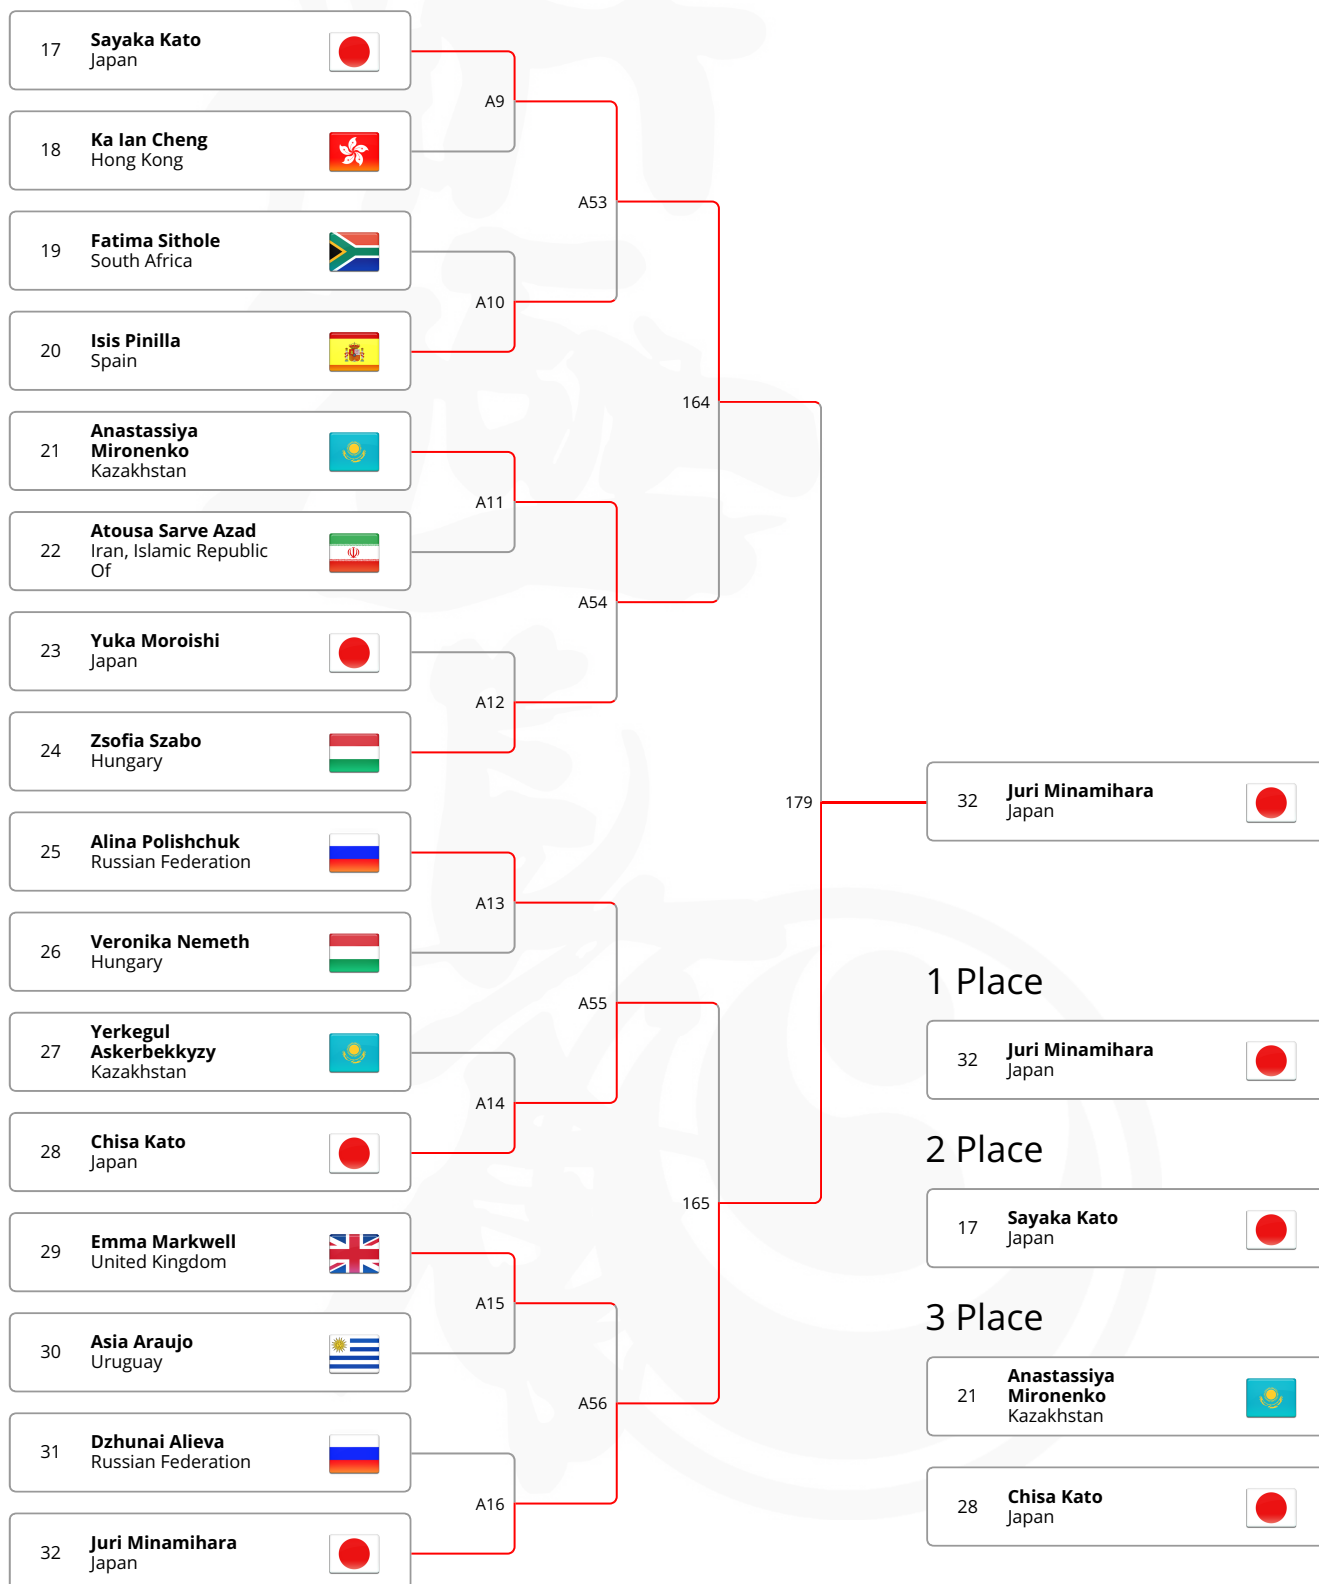 17
Sayaka Kato
Japan
A9
18
Ka Ian Cheng
Hong Kong
A53
19
Fatima Sithole
South Africa
A10
20
Isis Pinilla
Spain
164
21
Anastassiya
Mironenko
Kazakhstan
A11
22
Atousa Sarve Azad
Iran, Islamic Republic
Of
A54
23
Yuka Moroishi
Japan
A12
24
Zsofia Szabo
Hungary
179
32
Juri Minamihara
Japan
25
Alina Polishchuk
Russian Federation
A13
26
Veronika Nemeth
Hungary
A55
27
Yerkegul
Askerbekkyzy
Kazakhstan
A14
28
Chisa Kato
Japan
165
29
Emma Markwell
United Kingdom
A15
30
Asia Araujo
Uruguay
A56
31
Dzhunai Alieva
Russian Federation
A16
32
Juri Minamihara
Japan
1 Place
32
Juri Minamihara
Japan
2 Place
17
Sayaka Kato
Japan
3 Place
21
Anastassiya
Mironenko
Kazakhstan
28
Chisa Kato
Japan